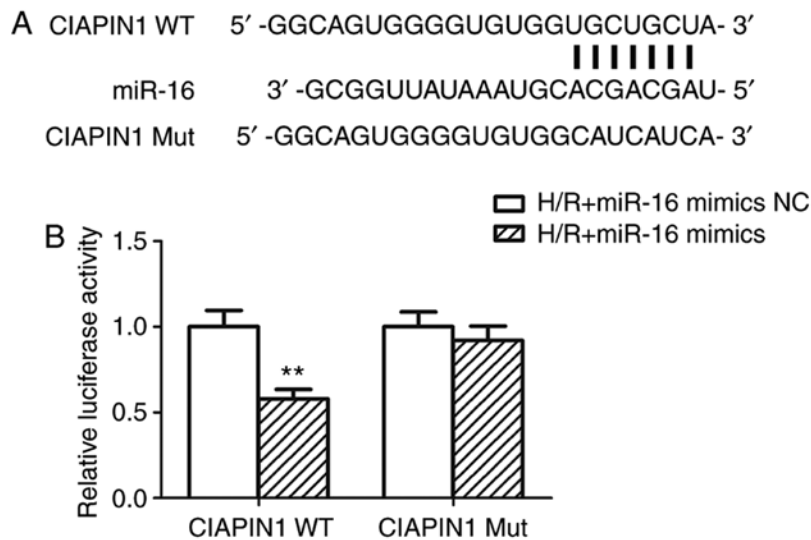 A CIAPIN1 WT 5′ -GGCAGUGGGGUGUGGUGCUGCUA- 3′
miR-16 3′ -GCGGUUAUAAAUGCACGACGAU- 5′
CIAPIN1 Mut 5′ -GGCAGUGGGGUGUGGCAUCAUCA- 3′
H/R+miR-16 mimics NC
H/R+miR-16 mimics
B
Relative luciferase activity
1.5
1.0
0.5
0.0
**
CIAPIN1 WT CIAPIN1 Mut